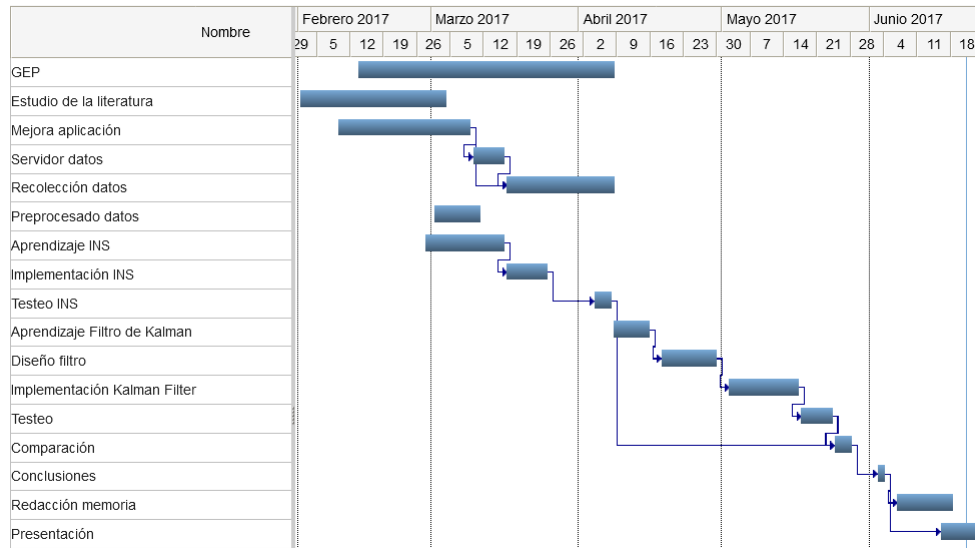 Nombre
Febrero 2017 Marzo 2017 Abril 2017 Mayo 2017 Junio 2017
29 5 12 19 26 5 12 19 26 2 9 16 23 30 7 14 21 28 4 11 18
GEP
Estudio de la literatura
Mejora aplicación
Servidor datos
Recolección datos
Preprocesado datos
Aprendizaje INS
Implementación INS
Testeo INS
Aprendizaje Filtro de Kalman
Diseño filtro
Implementación Kalman Filter
Testeo
Comparación
Conclusiones
Redacción memoria
Presentación